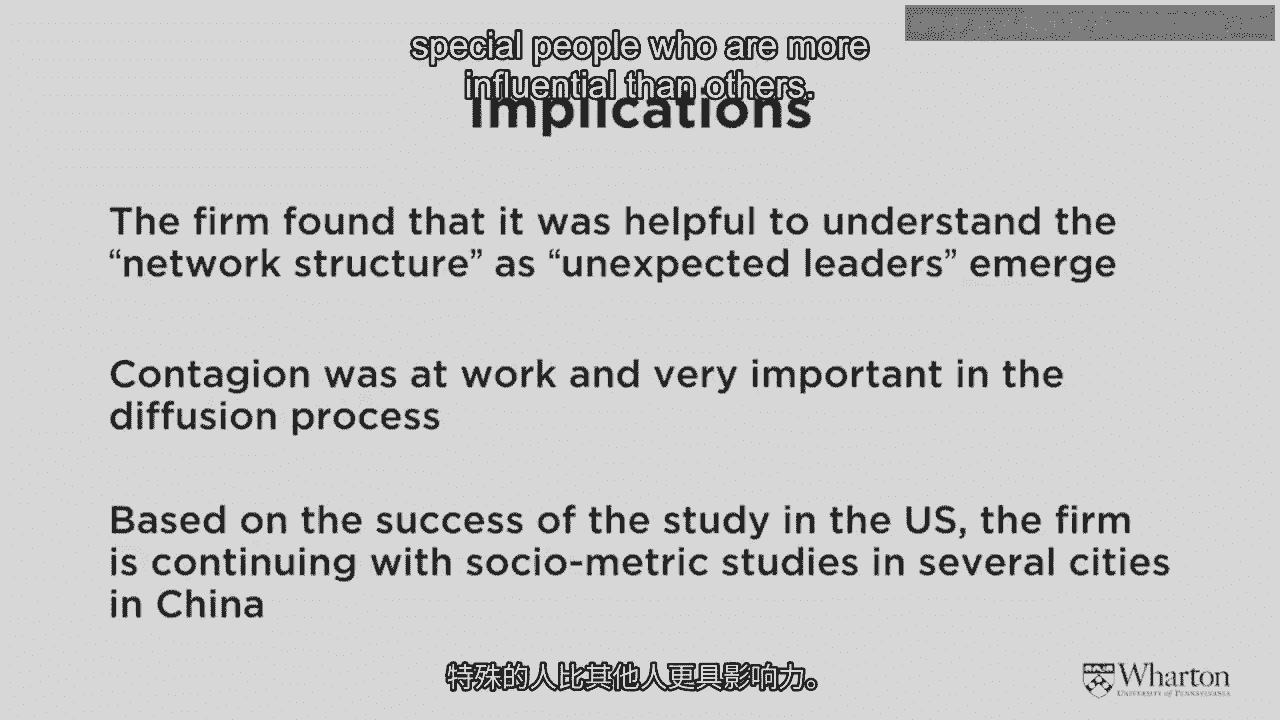 special people who are more
influential than others.
Implications
The firm found that it was helpful to understand the
“network structure” as “unexpected leaders” emerge
Contagion was at work and very important in the
diffusion process
Based on the success of the study in the US, the firm
is continuing with socio-metric studies in several cities
in China
特殊的人比其他人更具影响力。
Wharton
UNIVERSITY of PENNSYLVANIA